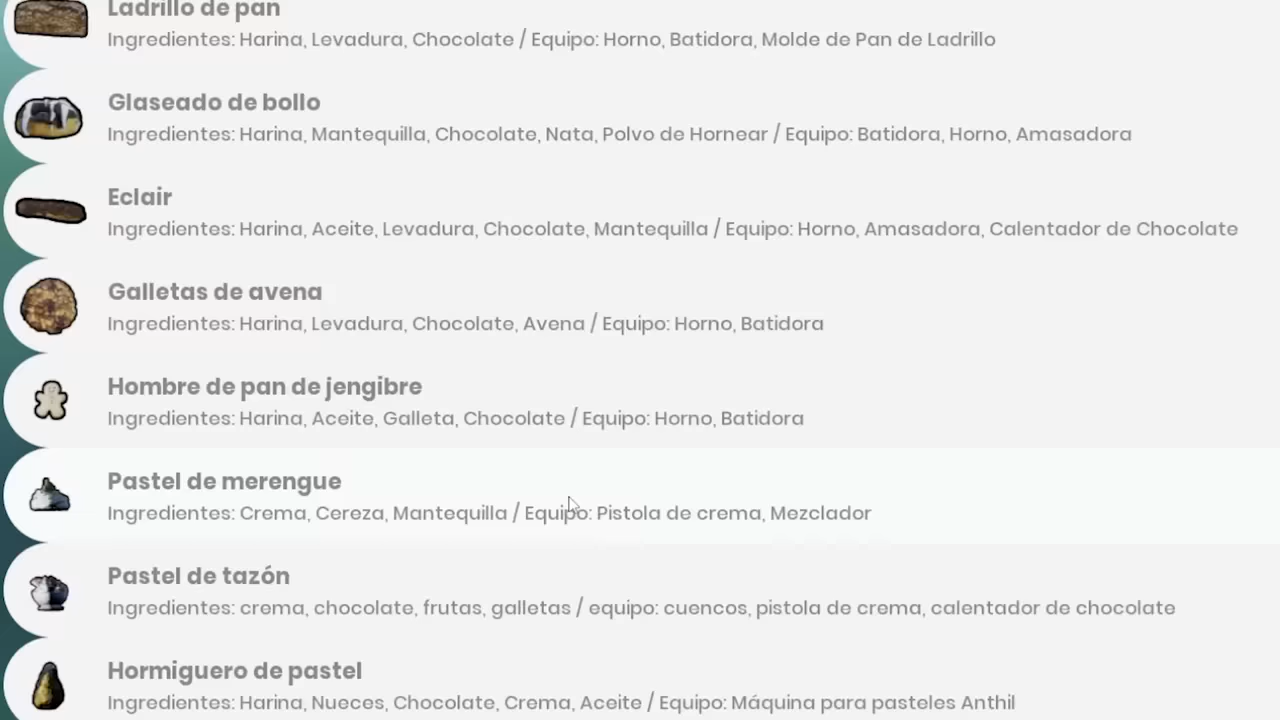 Ladrillo de pan
Ingredientes: Harina, Levadura, Chocolate / Equipo: Horno, Batidora, Molde de Pan de Ladrillo
Glaseado de bollo
Ingredientes: Harina, Mantequilla, Chocolate, Nata, Polvo de Hornear / Equipo: Batidora, Horno, Amasadora
Eclair
Ingredientes: Harina, Aceite, Levadura, Chocolate, Mantequilla / Equipo: Horno, Amasadora, Calentador de Chocolate
Galletas de avena
Ingredientes: Harina, Levadura, Chocolate, Avena / Equipo: Horno, Batidora
Hombre de pan de jengibre
Ingredientes: Harina, Aceite, Galleta, Chocolate / Equipo: Horno, Batidora
Pastel de merengue
Ingredientes: Crema, Cereza, Mantequilla / Equipo: Pistola de crema, Mezclador
Pastel de tazón
Ingredientes: crema, chocolate, frutas, galletas / equipo: cuencos, pistola de crema, calentador de chocolate
Hormiguero de pastel
Ingredientes: Harina, Nueces, Chocolate, Crema, Aceite / Equipo: Máquina para pasteles Anthil